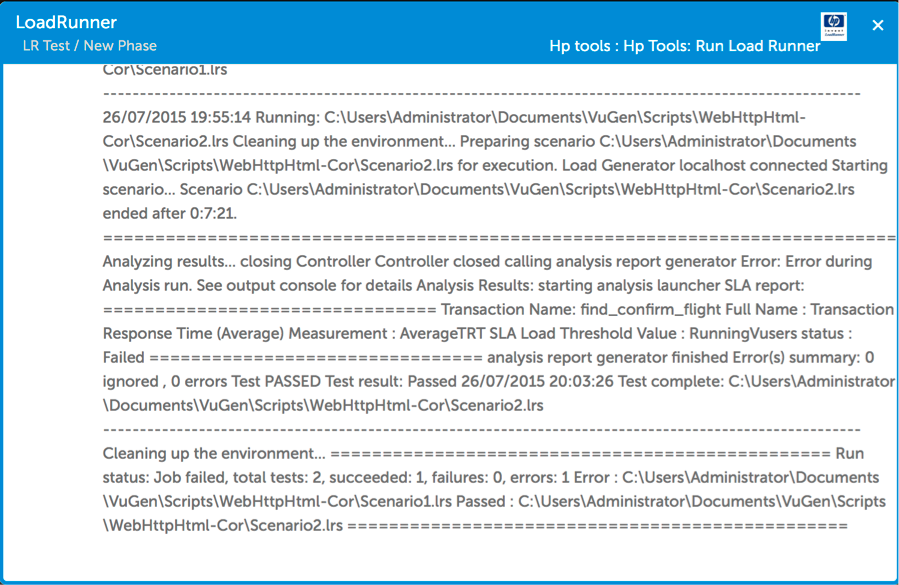 LoadRunner
LR Test / New Phase
Hp tools : Hp Tools: Run Load Runner
hp
Cor\Scenario1.lrs
--------------------------------------------------------------------------------------------------------
26/07/2015 19:55:14 Running: C:\Users\Administrator\Documents\VuGen\Scripts\WebHttpHtml-
Cor\Scenario2.lrs Cleaning up the environment... Preparing scenario C:\Users\Administrator\Documents
\VuGen\Scripts\WebHttpHtml-Cor\Scenario2.lrs for execution. Load Generator localhost connected Starting
scenario... Scenario C:\Users\Administrator\Documents\VuGen\Scripts\WebHttpHtml-Cor\Scenario2.lrs
ended after 0:7:21.
============================================================================
Analyzing results... closing Controller Controller closed calling analysis report generator Error: Error during
Analysis run. See output console for details Analysis Results: starting analysis launcher SLA report:
================================ Transaction Name: find_confirm_flight Full Name : Transaction
Response Time (Average) Measurement : AverageTRT SLA Load Threshold Value : RunningVusers status :
Failed ================================ analysis report generator finished Error(s) summary: 0
ignored , 0 errors Test PASSED Test result: Passed 26/07/2015 20:03:26 Test complete: C:\Users\Administrator
\Documents\VuGen\Scripts\WebHttpHtml-Cor\Scenario2.lrs
--------------------------------------------------------------------------------------------------------
Cleaning up the environment... ================================================ Run
status: Job failed, total tests: 2, succeeded: 1, failures: 0, errors: 1 Error : C:\Users\Administrator\Documents
\VuGen\Scripts\WebHttpHtml-Cor\Scenario1.lrs Passed : C:\Users\Administrator\Documents\VuGen\Scripts
\WebHttpHtml-Cor\Scenario2.lrs ================================================